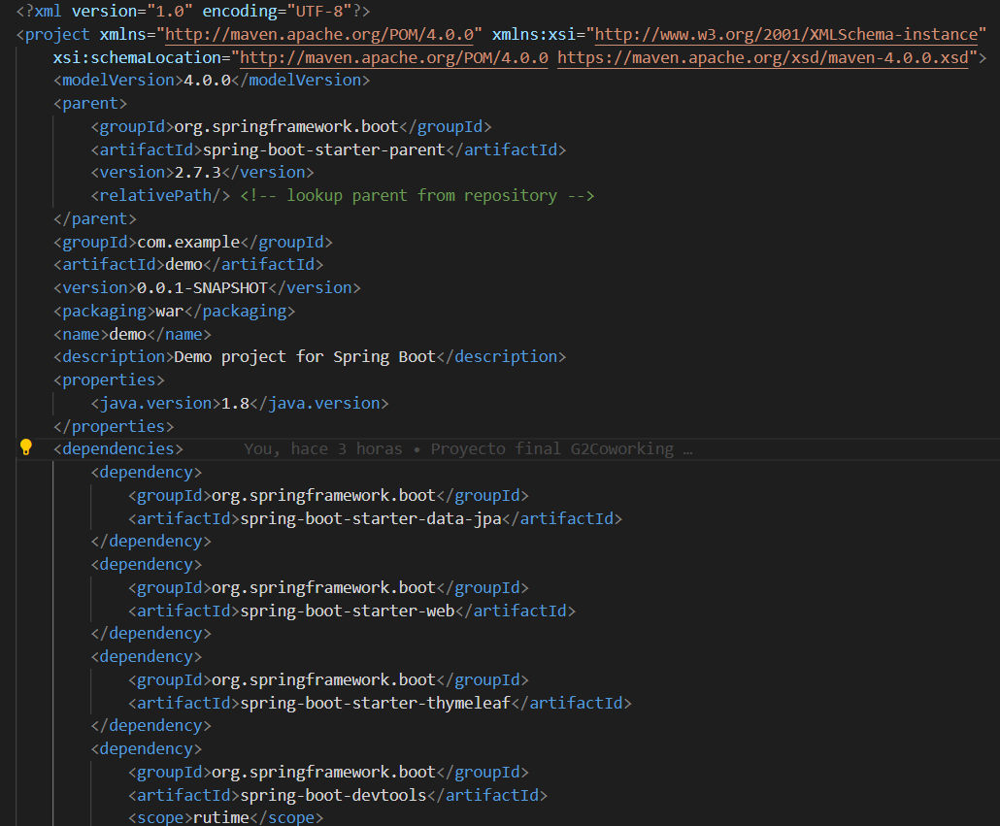 <?xml version="1.0" encoding="UTF-8"?>
<project xmlns="http://maven.apache.org/POM/4.0.0" xmlns:xsi="http://www.w3.org/2001/XMLSchema-instance"
xsi:schemaLocation="http://maven.apache.org/POM/4.0.0 https://maven.apache.org/xsd/maven-4.0.0.xsd">
<modelVersion>4.0.0</modelVersion>
<parent>
<groupId>org.springframework.boot</groupId>
<artifactId>spring-boot-starter-parent</artifactId>
<version>2.7.3</version>
<relativePath/> <!-- lookup parent from repository -->
</parent>
<groupId>com.example</groupId>
<artifactId>demo</artifactId>
<version>0.0.1-SNAPSHOT</version>
<packaging>war</packaging>
<name>demo</name>
<description>Demo project for Spring Boot</description>
<properties>
<java.version>1.8</java.version>
</properties>
<dependencies> You, hace 3 horas • Proyecto final G2Coworking …
<dependency>
<groupId>org.springframework.boot</groupId>
<artifactId>spring-boot-starter-data-jpa</artifactId>
</dependency>
<dependency>
<groupId>org.springframework.boot</groupId>
<artifactId>spring-boot-starter-web</artifactId>
</dependency>
<dependency>
<groupId>org.springframework.boot</groupId>
<artifactId>spring-boot-starter-thymeleaf</artifactId>
</dependency>
<dependency>
<groupId>org.springframework.boot</groupId>
<artifactId>spring-boot-devtools</artifactId>
<scope>rutime</scope>